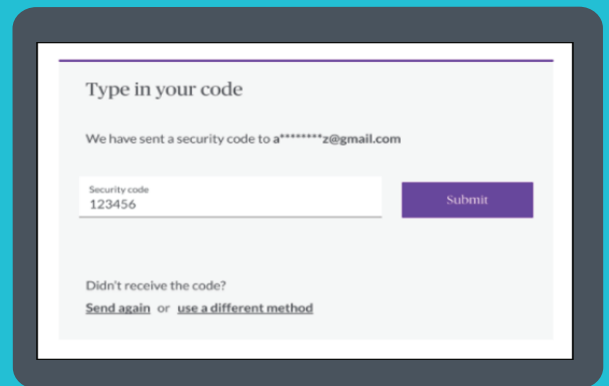 Type in your code
We have sent a security code to a********z@gmail.com
Security code
123456
Submit
Didn't receive the code?
Send again or use a different method